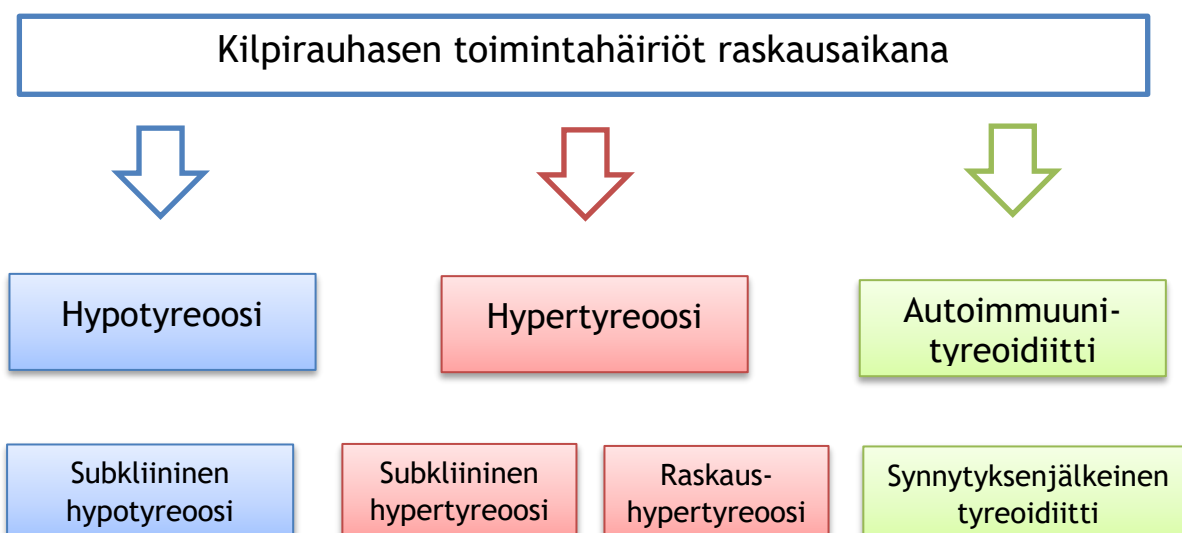 Kilpirauhasen toimintahäiriöt raskausaikana
Hypotyreoosi
Hypertyreoosi
Autoimmuuni-
tyreoidiitti
Subkliininen
hypotyreoosi
Subkliininen
hypertyreoosi
Raskaus-
hypertyreoosi
Synnytyksenjälkeinen
tyreoidiitti